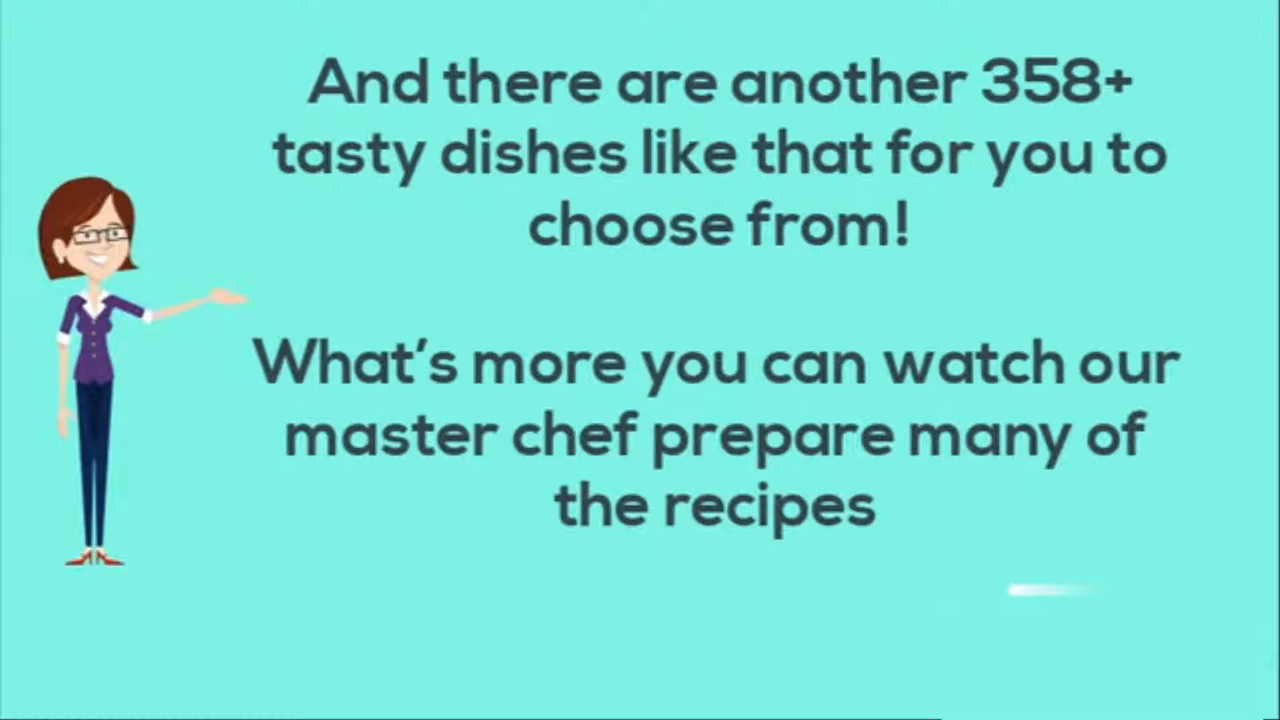 And there are another 358+
tasty dishes like that for you to
choose from!
What's more you can watch our
master chef prepare many of
the recipes